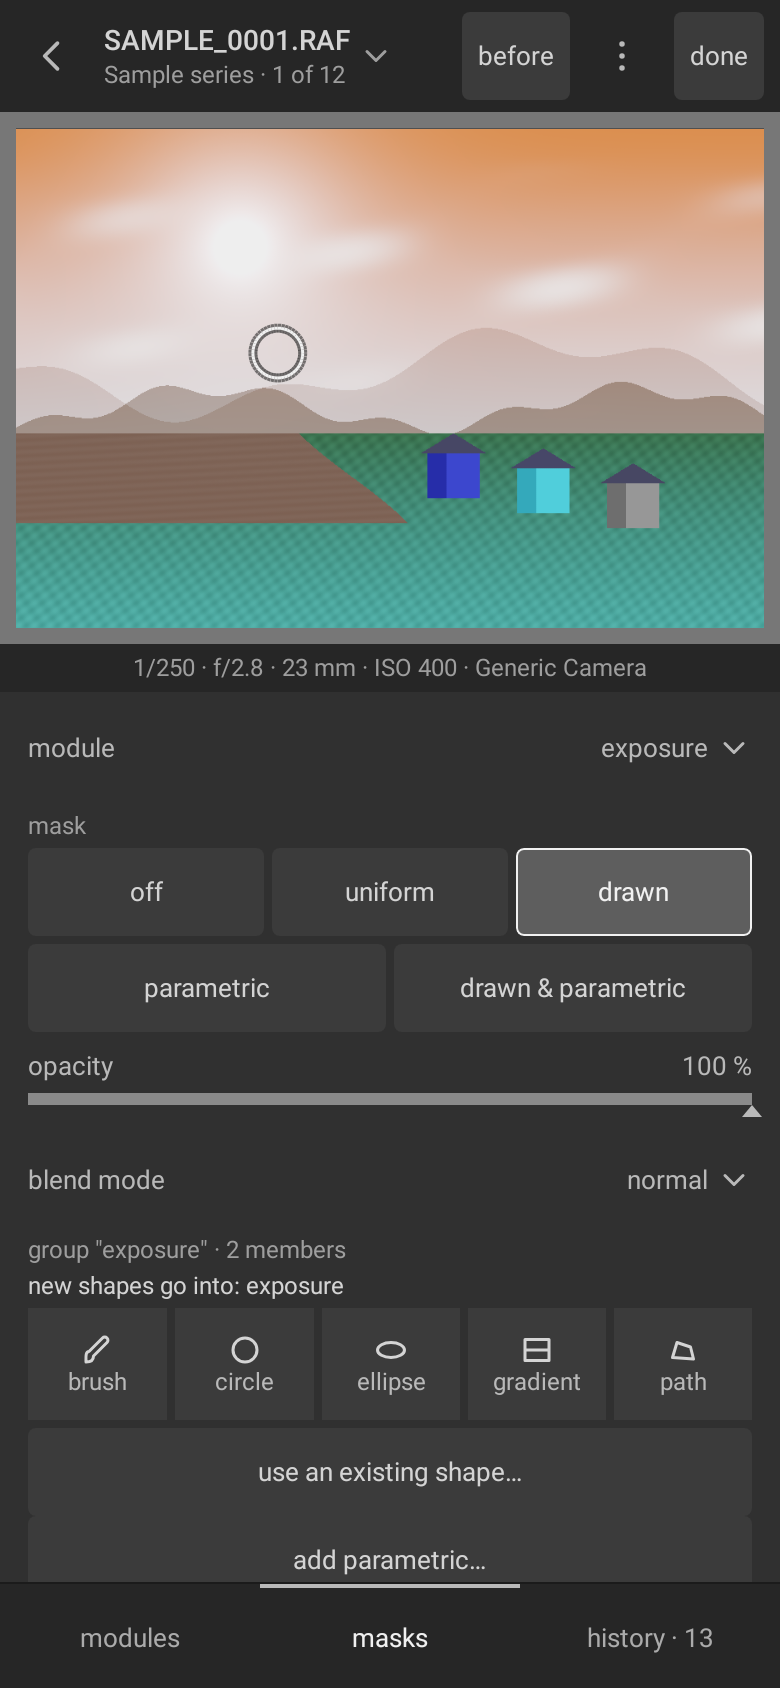 SAMPLE_0001.RAF
Sample series · 1 of 12
before
done
1/250 · f/2.8 · 23 mm · ISO 400 · Generic Camera
module
exposure
mask
off
uniform
drawn
parametric
drawn & parametric
opacity
100 %
blend mode
normal
group "exposure" · 2 members
new shapes go into: exposure
brush
circle
ellipse
gradient
path
use an existing shape...
add parametric...
modules
masks
history · 13